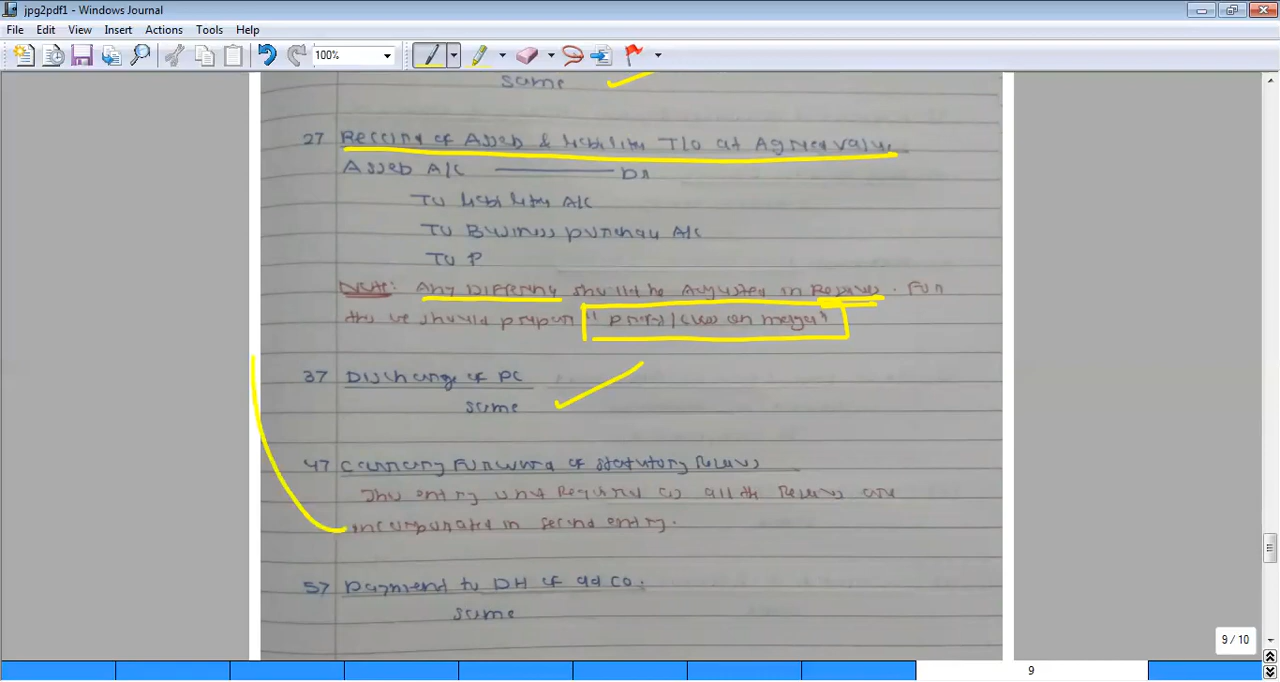 jpg2pdf1 - Windows Journal
File Edit View Insert Actions Tools Help
100%
same
2) Record of Assets & Liabilities T/O at Agreed value
Assets A/C Dr
To Liabilities A/C
To Business purchase A/C
To P
Note: Any Difference should be Adjusted in Reserves. For
this we should prepare " profit/loss on merger"
3) Discharge of PC
same
4) Carrying Forward of Statutory Reserves
This entry is not Required as all the Reserves are
incorporated in second entry.
5) payment to DH of
Co.
same
9 / 10
9